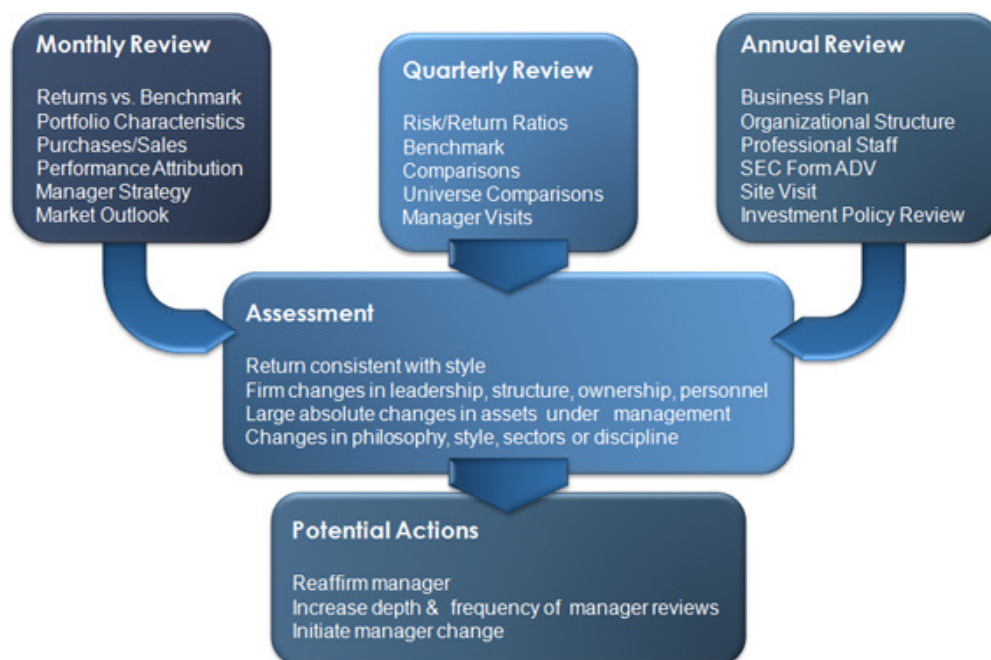 Monthly Review
Returns vs. Benchmark
Portfolio Characteristics
Purchases/Sales
Performance Attribution
Manager Strategy
Market Outlook
Quarterly Review
Risk/Return Ratios
Benchmark
Comparisons
Universe Comparisons
Manager Visits
Annual Review
Business Plan
Organizational Structure
Professional Staff
SEC Form ADV
Site Visit
Investment Policy Review
Assessment
Return consistent with style
Firm changes in leadership, structure, ownership, personnel
Large absolute changes in assets under management
Changes in philosophy, style, sectors or discipline
Potential Actions
Reaffirm manager
Increase depth & frequency of manager reviews
Initiate manager change